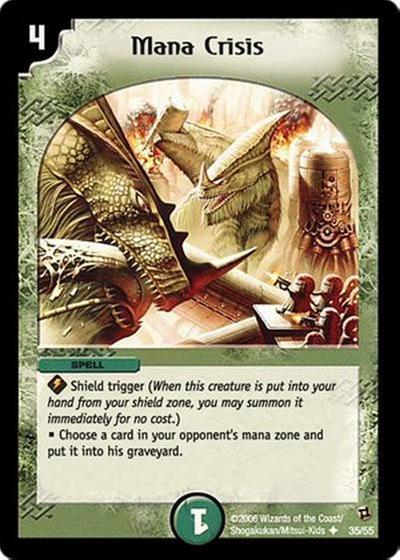 4
Mana Crisis
SPELL
Shield trigger (When this creature is put into your
hand from your shield zone, you may summon it
immediately for no cost.)
▪ Choose a card in your opponent's mana zone and
put it into his graveyard.
1
©2006 Wizards of the Coast/
Shogakukan/Mitsui-Kids ✦ 35/55